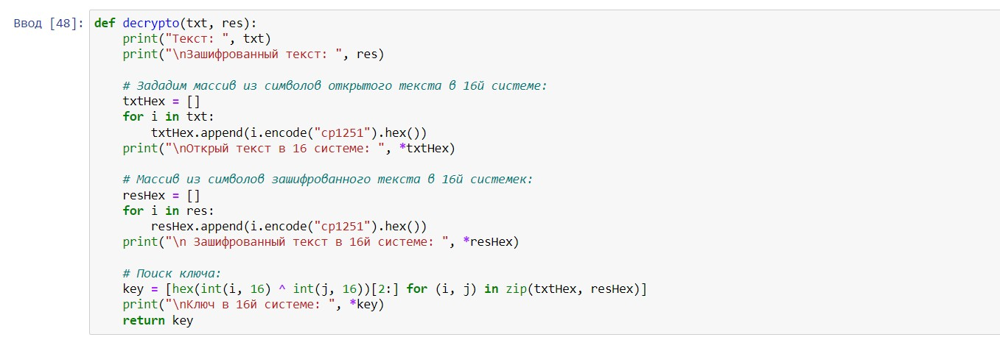 Ввод [48]: def decrypto(txt, res):
print("Текст: ", txt)
print("\nЗашифрованный текст: ", res)
# Зададим массив из символов открытого текста в 16й системе:
txtHex = []
for i in txt:
txtHex.append(i.encode("cp1251").hex())
print("\nОткрый текст в 16 системе: ", *txtHex)
# Массив из символов зашифрованного текста в 16й системек:
resHex = []
for i in res:
resHex.append(i.encode("cp1251").hex())
print("\n Зашифрованный текст в 16й системе: ", *resHex)
# Поиск ключа:
key = [hex(int(i, 16) ^ int(j, 16))[2:] for (i, j) in zip(txtHex, resHex)]
print("\nКлюч в 16й системе: ", *key)
return key